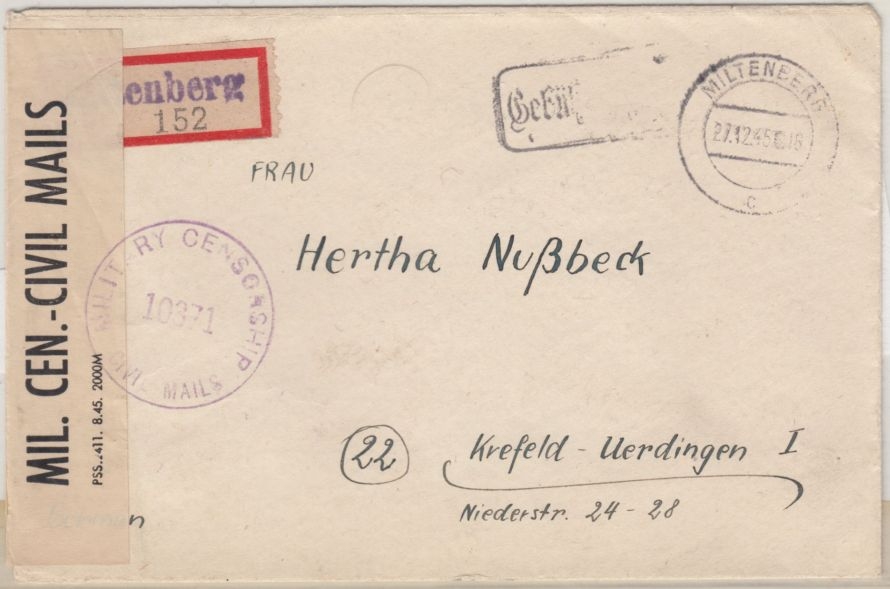 MIL. CEN.-CIVIL MAILS
PSS..411. 8.45. 2000M
enberg
152
Gebü
MILTENBERG
27.12.45
c
FRAU
Hertha Nußbeck
MILITARY CENSORSHIP
10371
CIVIL MAILS
22 Krefeld-Uerdingen I
Niederstr. 24-28